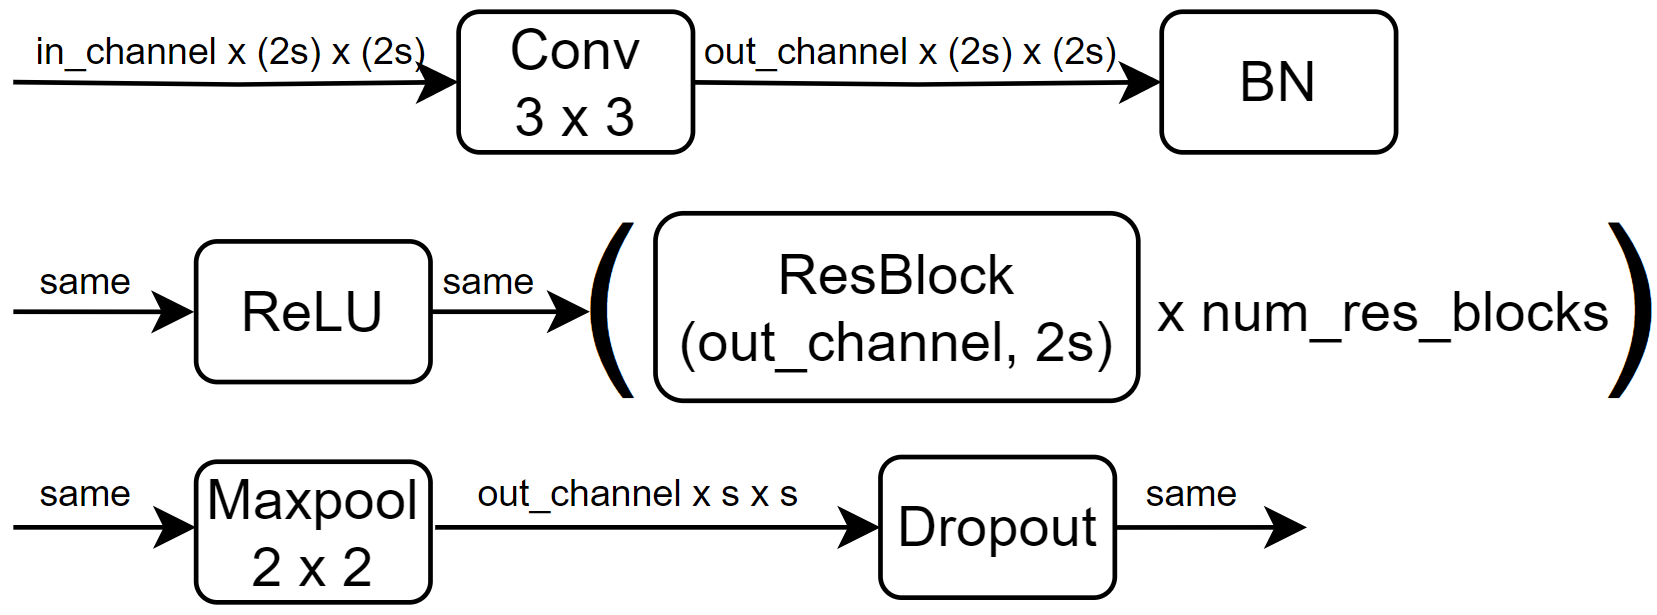 in_channel x (2s) x (2s)
Conv
3 x 3
out_channel x (2s) x (2s)
BN
same
ReLU
same
(
ResBlock
(out_channel, 2s)
x num_res_blocks
)
same
Maxpool
2 x 2
out_channel x s x s
Dropout
same